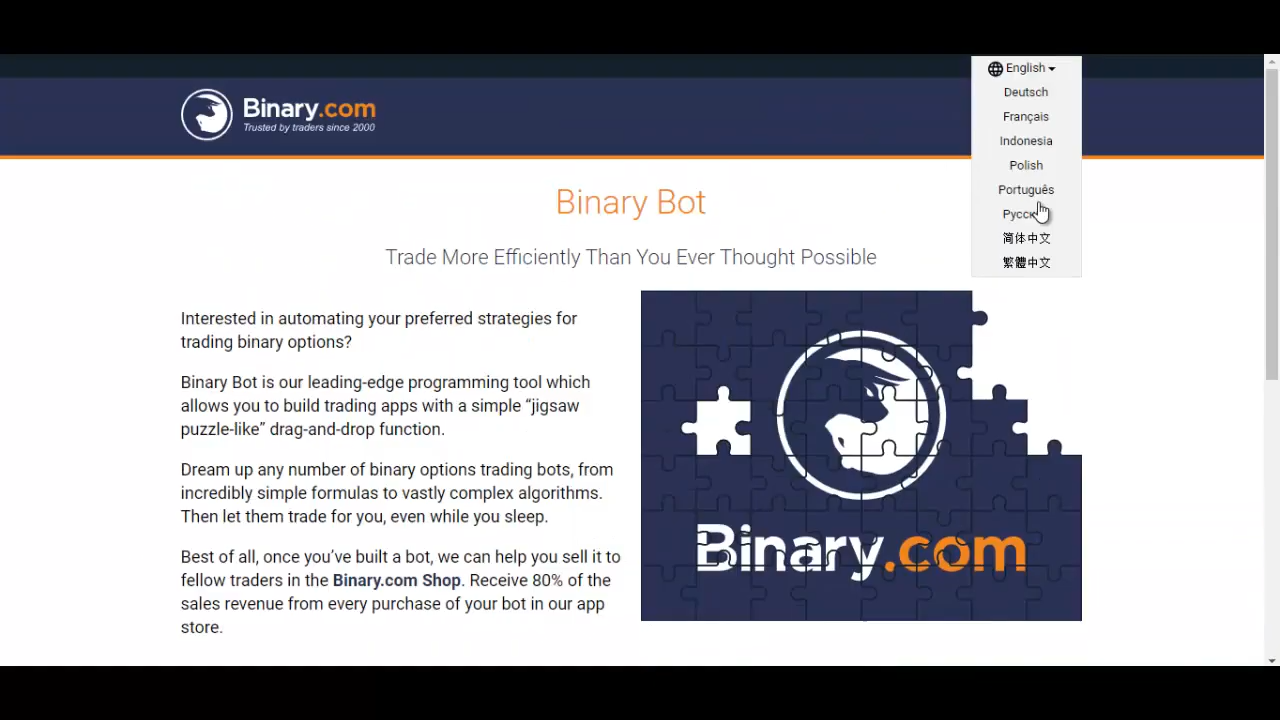 English
Deutsch
Français
Indonesia
Polish
Português
简体中文
繁體中文
Binary.com
Trusted by traders since 2000
Binary Bot
Trade More Efficiently Than You Ever Thought Possible
Interested in automating your preferred strategies for
trading binary options?
Binary Bot is our leading-edge programming tool which
allows you to build trading apps with a simple “jigsaw
puzzle-like” drag-and-drop function.
Dream up any number of binary options trading bots, from
incredibly simple formulas to vastly complex algorithms.
Then let them trade for you, even while you sleep.
Best of all, once you’ve built a bot, we can help you sell it to
fellow traders in the Binary.com Shop. Receive 80% of the
sales revenue from every purchase of your bot in our app
store.
Binary.com